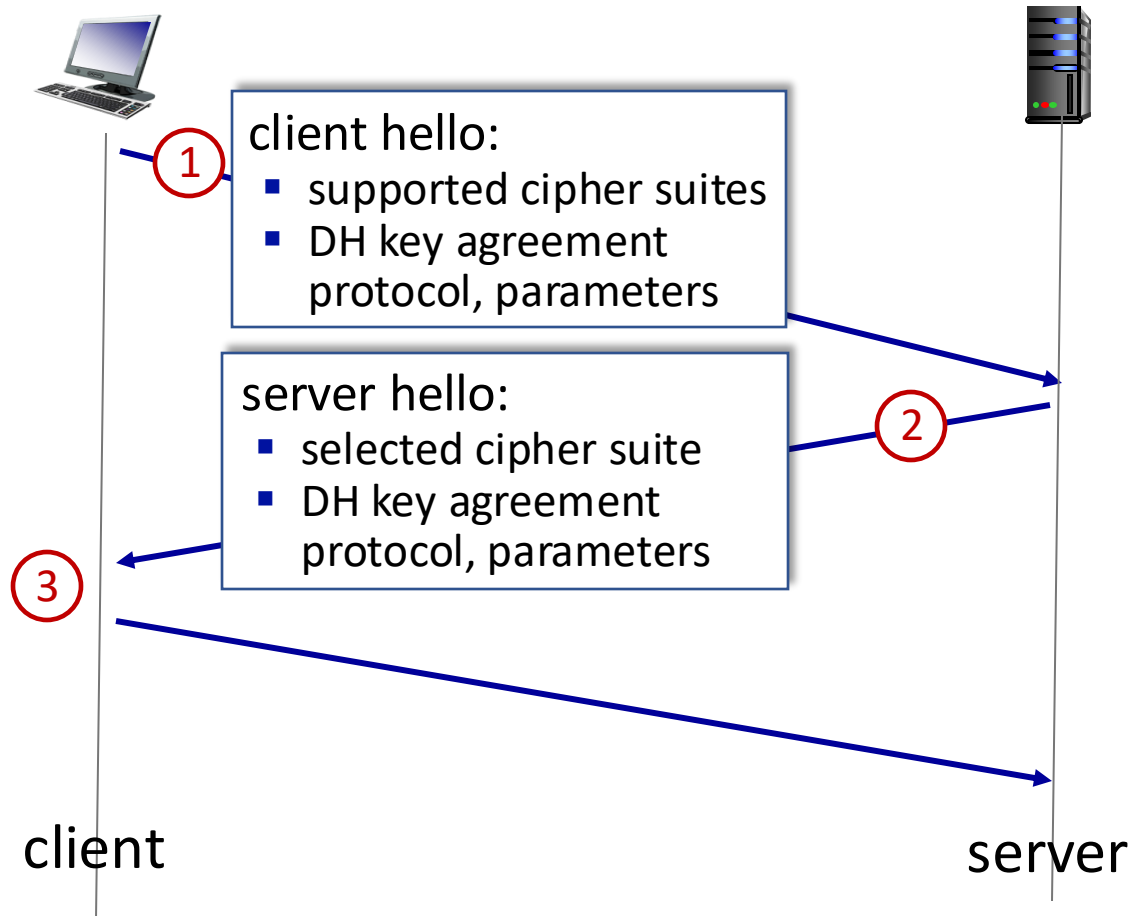 1
client hello:
▪ supported cipher suites
▪ DH key agreement
protocol, parameters
server hello:
▪ selected cipher suite
▪ DH key agreement
protocol, parameters
2
3
client
server